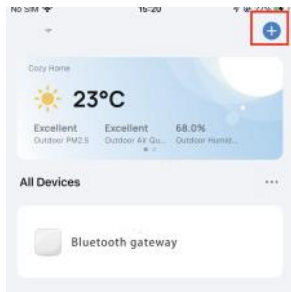 No SIM 15:20
Cozy Home
23°C
Excellent Excellent 68.0%
Outdoor PM2.5 Outdoor Air Qu... Outdoor Humid...
All Devices
Bluetooth gateway